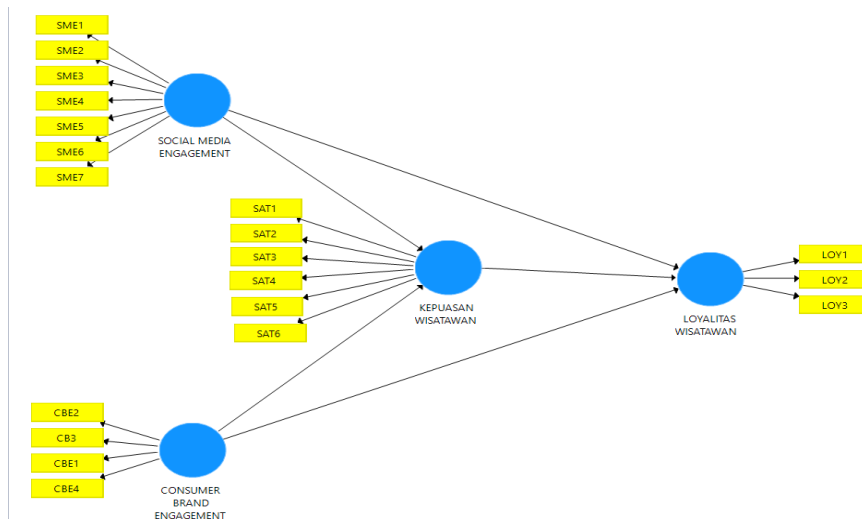 SME1
SME2
SME3
SME4
SME5
SME6
SME7
SOCIAL MEDIA
ENGAGEMENT
SAT1
SAT2
SAT3
SAT4
SAT5
SAT6
KEPUASAN
WISATAWAN
LOY1
LOY2
LOY3
LOYALITAS
WISATAWAN
CBE2
CB3
CBE1
CBE4
CONSUMER
BRAND
ENGAGEMENT